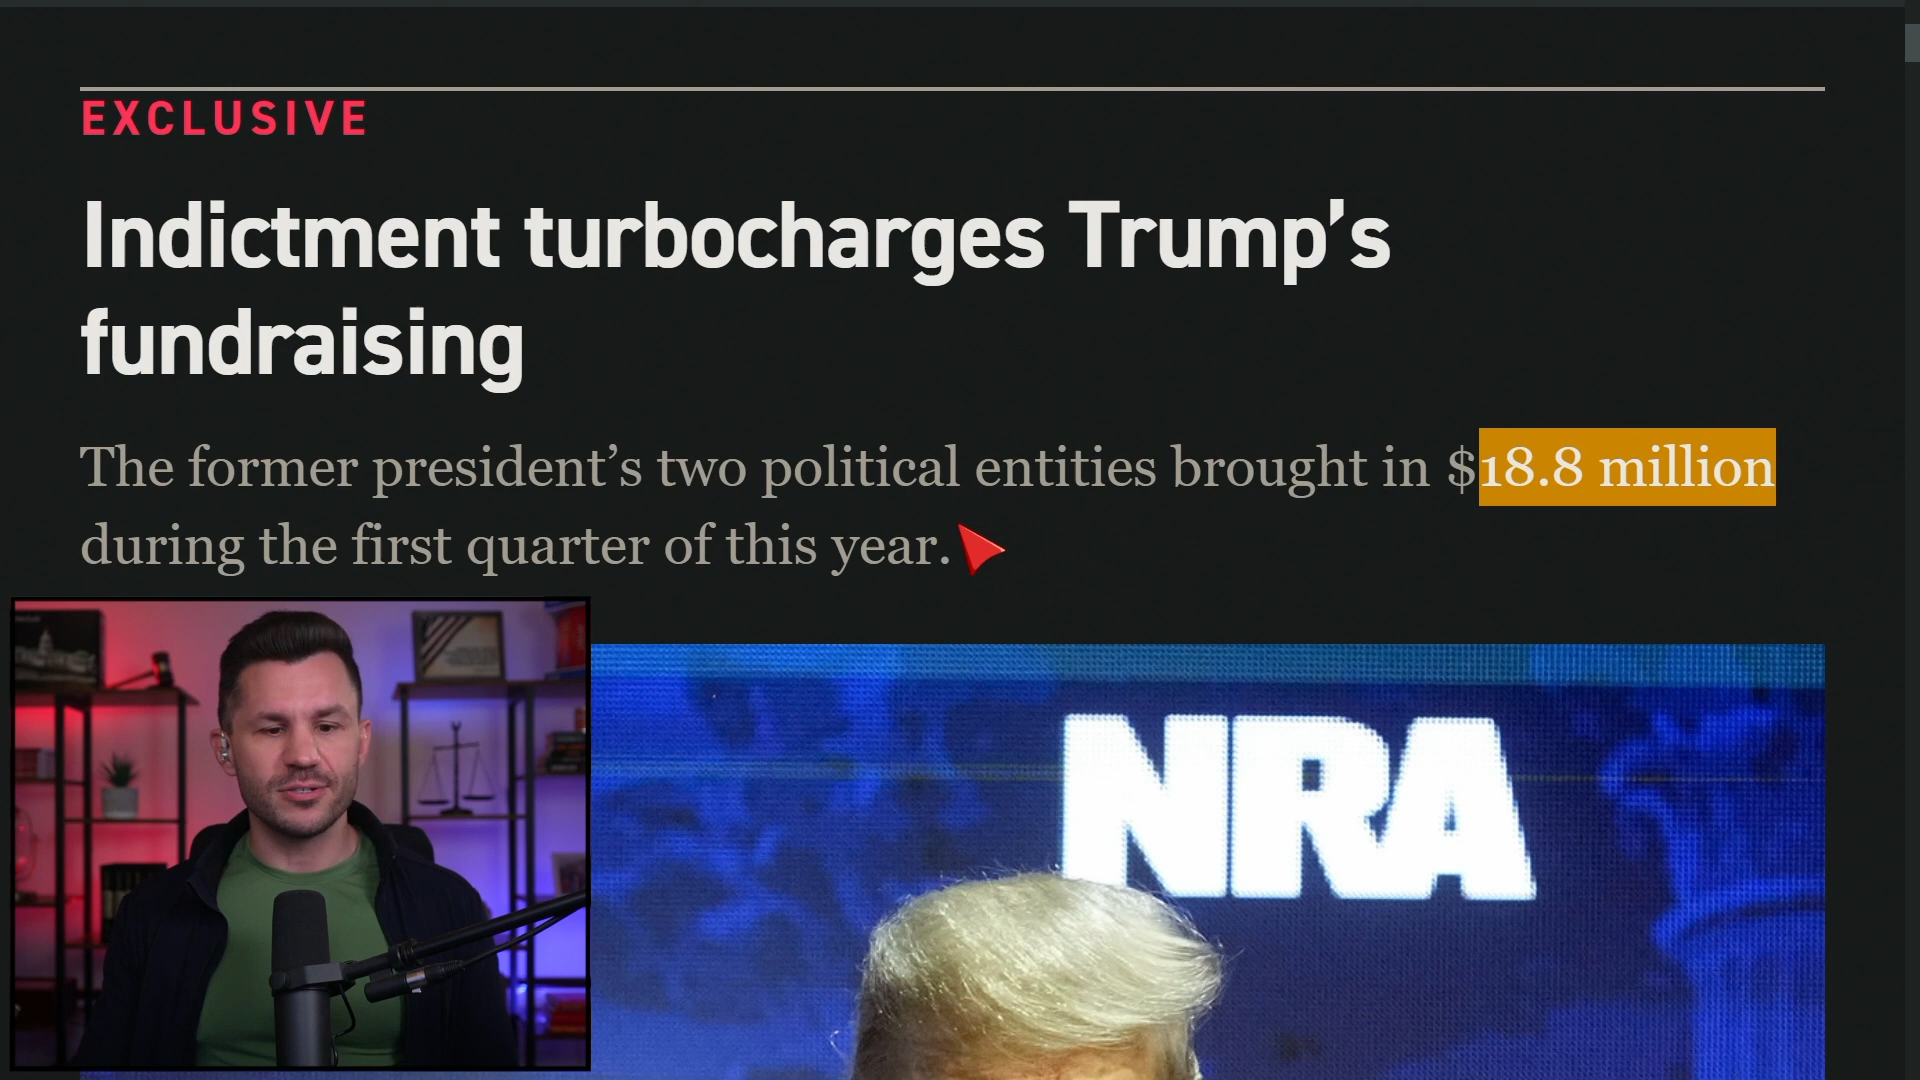 EXCLUSIVE
Indictment turbocharges Trump’s
fundraising
The former president’s two political entities brought in $18.8 million
during the first quarter of this year.
NRA